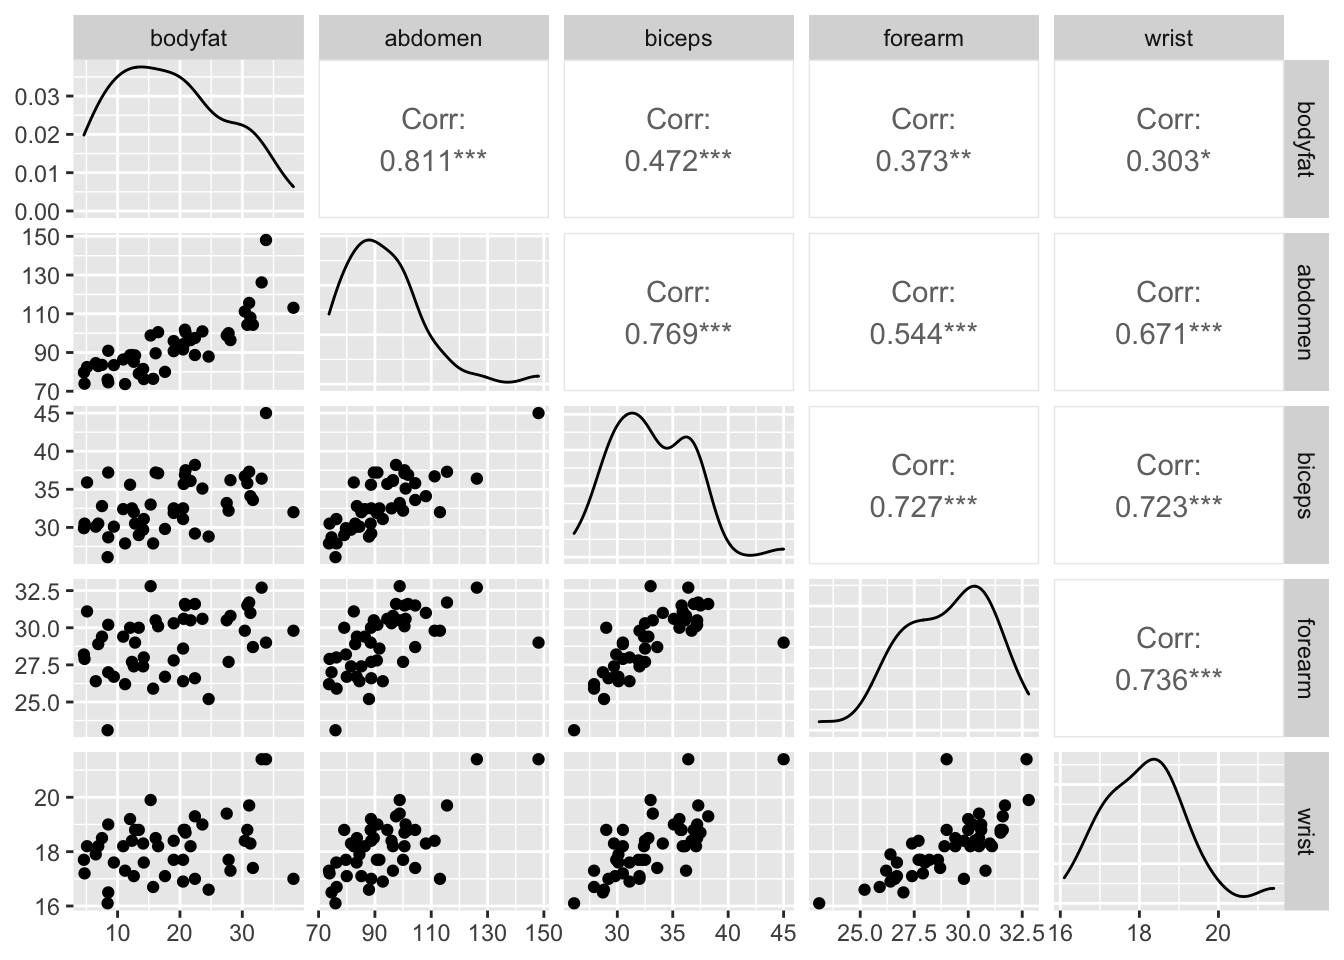 bodyfat abdomen biceps forearm wrist
0.03
0.02
0.01
0.00
Corr:
0.811***
Corr:
0.472***
Corr:
0.373**
Corr:
0.303*
bodyfat
150
130
110
90
70
Corr:
0.769***
Corr:
0.544***
Corr:
0.671***
abdomen
45
40
35
30
Corr:
0.727***
Corr:
0.723***
biceps
32.5
30.0
27.5
25.0
Corr:
0.736***
forearm
20
18
16
wrist
10 20 30 70 90 110 130 150 30 35 40 45 25.0 27.5 30.0 32.5 16 18 20